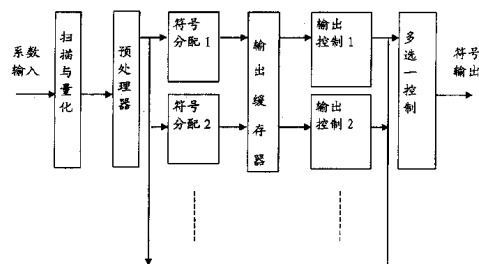 系数
输入
扫描与量化
预处理器
符号
分配 1
符号
分配 2
输出缓存器
输出
控制 1
输出
控制 2
多选一控制
符号
输出